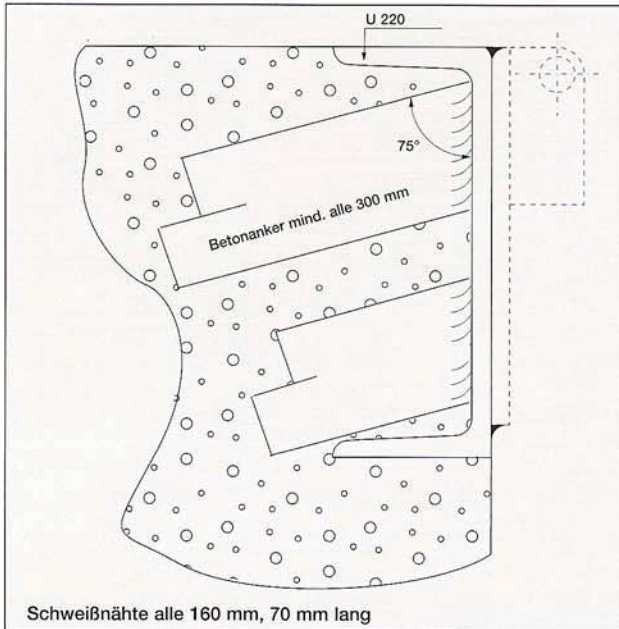 U 220
75°
Betonanker mind. alle 300 mm
Schweißnähte alle 160 mm, 70 mm lang